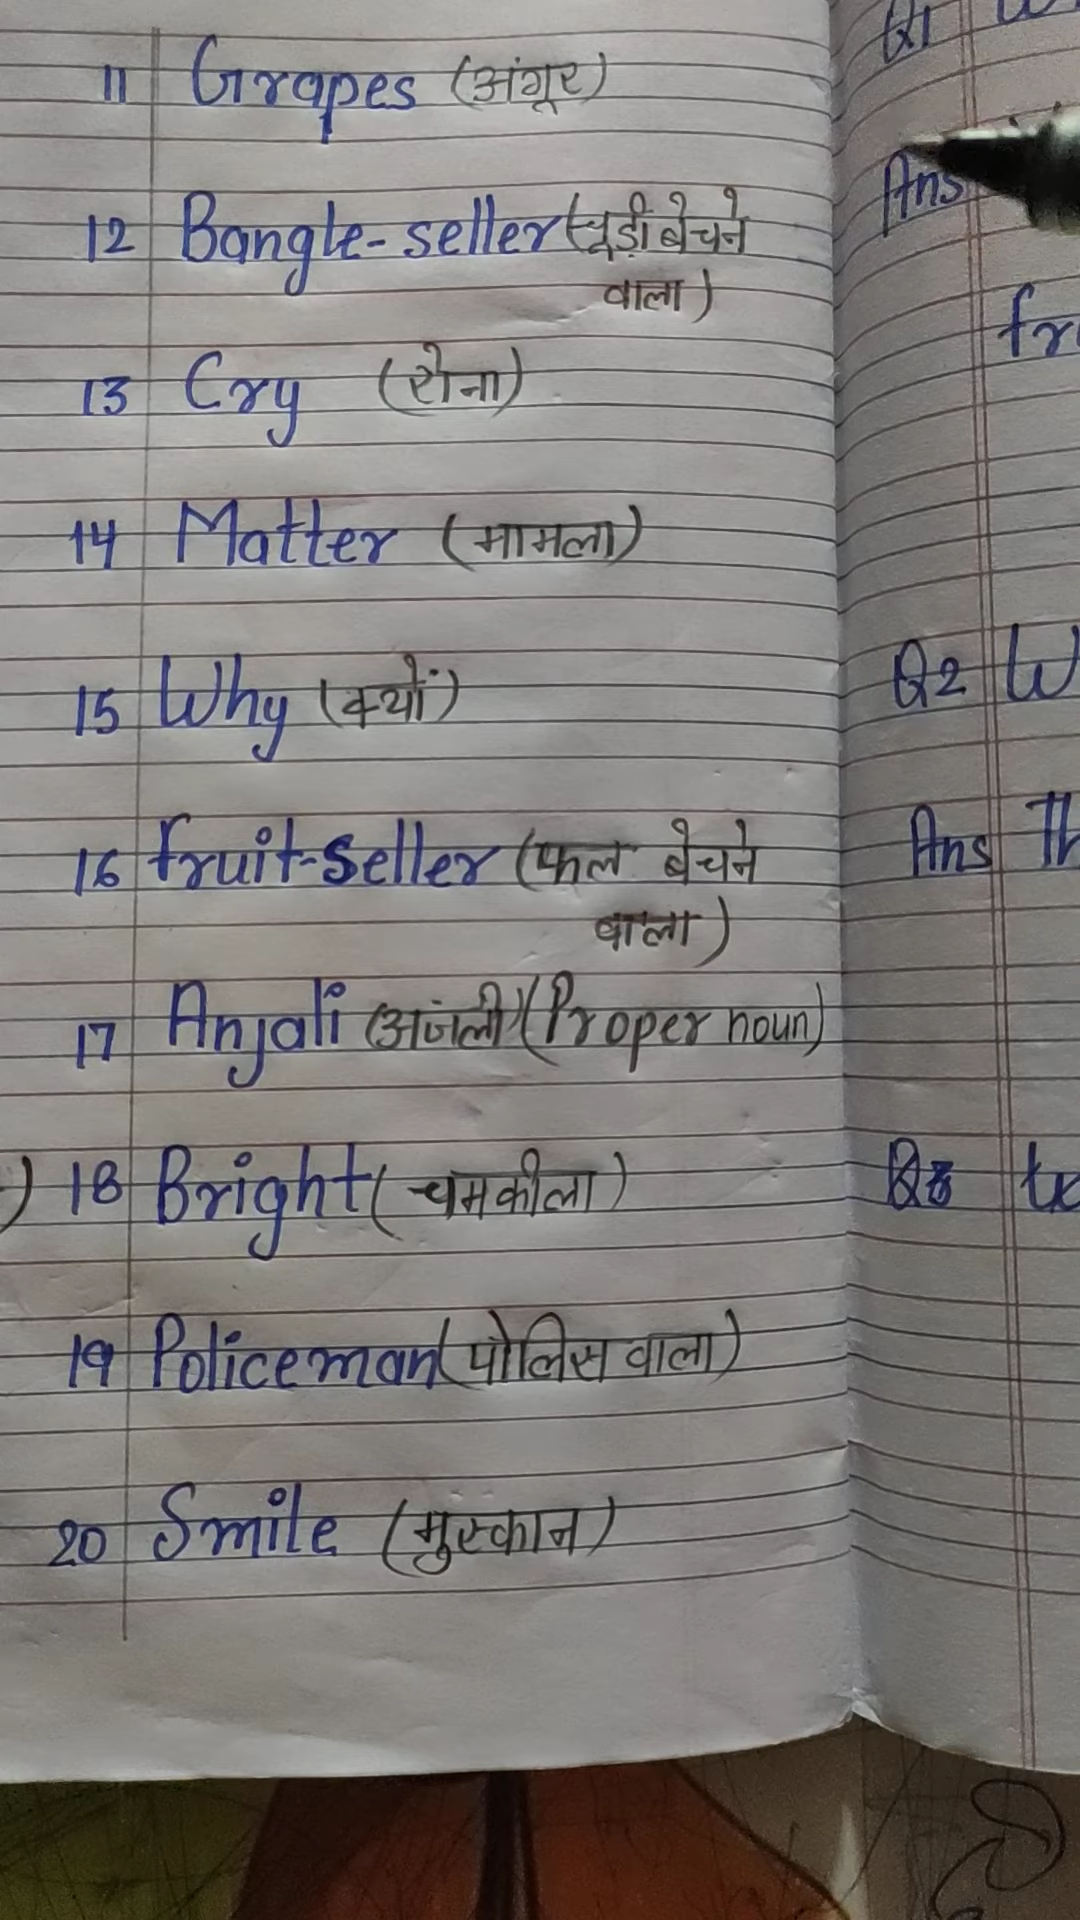 11 Grapes (अंगूर)
12 Bangle-seller (चूड़ी बेचने
वाला)
13 Cry (रोना)
14 Matter (मामला)
15 Why (क्यों)
16 fruit-seller (फल बेचने
वाला)
17 Anjali (अंजली) (Proper noun)
) 18 Bright (चमकीला)
19 Policeman (पोलिस वाला)
20 Smile (मुस्कान)
Q1
Ans
fr
Q2 W
Ans Th